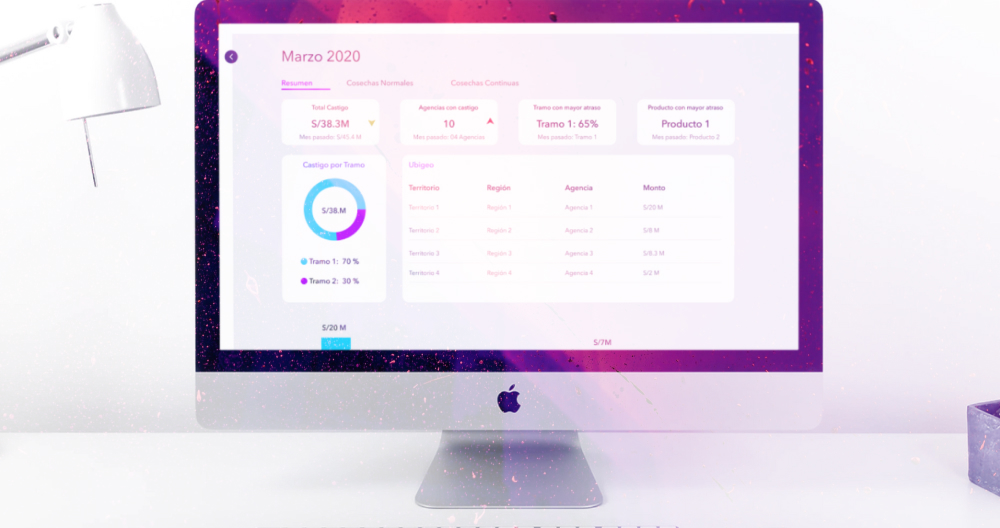 Marzo 2020
Resumen Cosechas Normales Cosechas Continuas
Total Castigo
S/38.3M
Mes pasado: S/45.4 M
Agencias con castigo
10
Mes pasado: 04 Agencias
Tramo con mayor atraso
Tramo 1: 65%
Mes pasado: Tramo 1
Producto con mayor atraso
Producto 1
Mes pasado: Producto 2
Castigo por Tramo
S/38.M
Tramo 1: 70 %
Tramo 2: 30 %
Ubigeo
Territorio Región Agencia Monto
Territorio 1 Región 1 Agencia 1 S/20 M
Territorio 2 Región 2 Agencia 2 S/8 M
Territorio 3 Región 3 Agencia 3 S/8.3 M
Territorio 4 Región 4 Agencia 4 S/2 M
S/20 M
S/7M